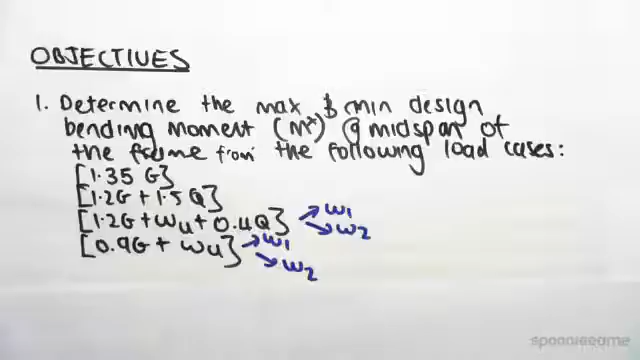 OBJECTIVES
1. Determine the max & min design
bending moment (M*) @ midspan of
the frame from the following load cases:
[1.35 G]
[1.2G + 1.5 Q]
[1.2G + Wu + 0.4Q] → W1
→ W2
[0.9G + Wu] → W1
→ W2
spoonfeedme